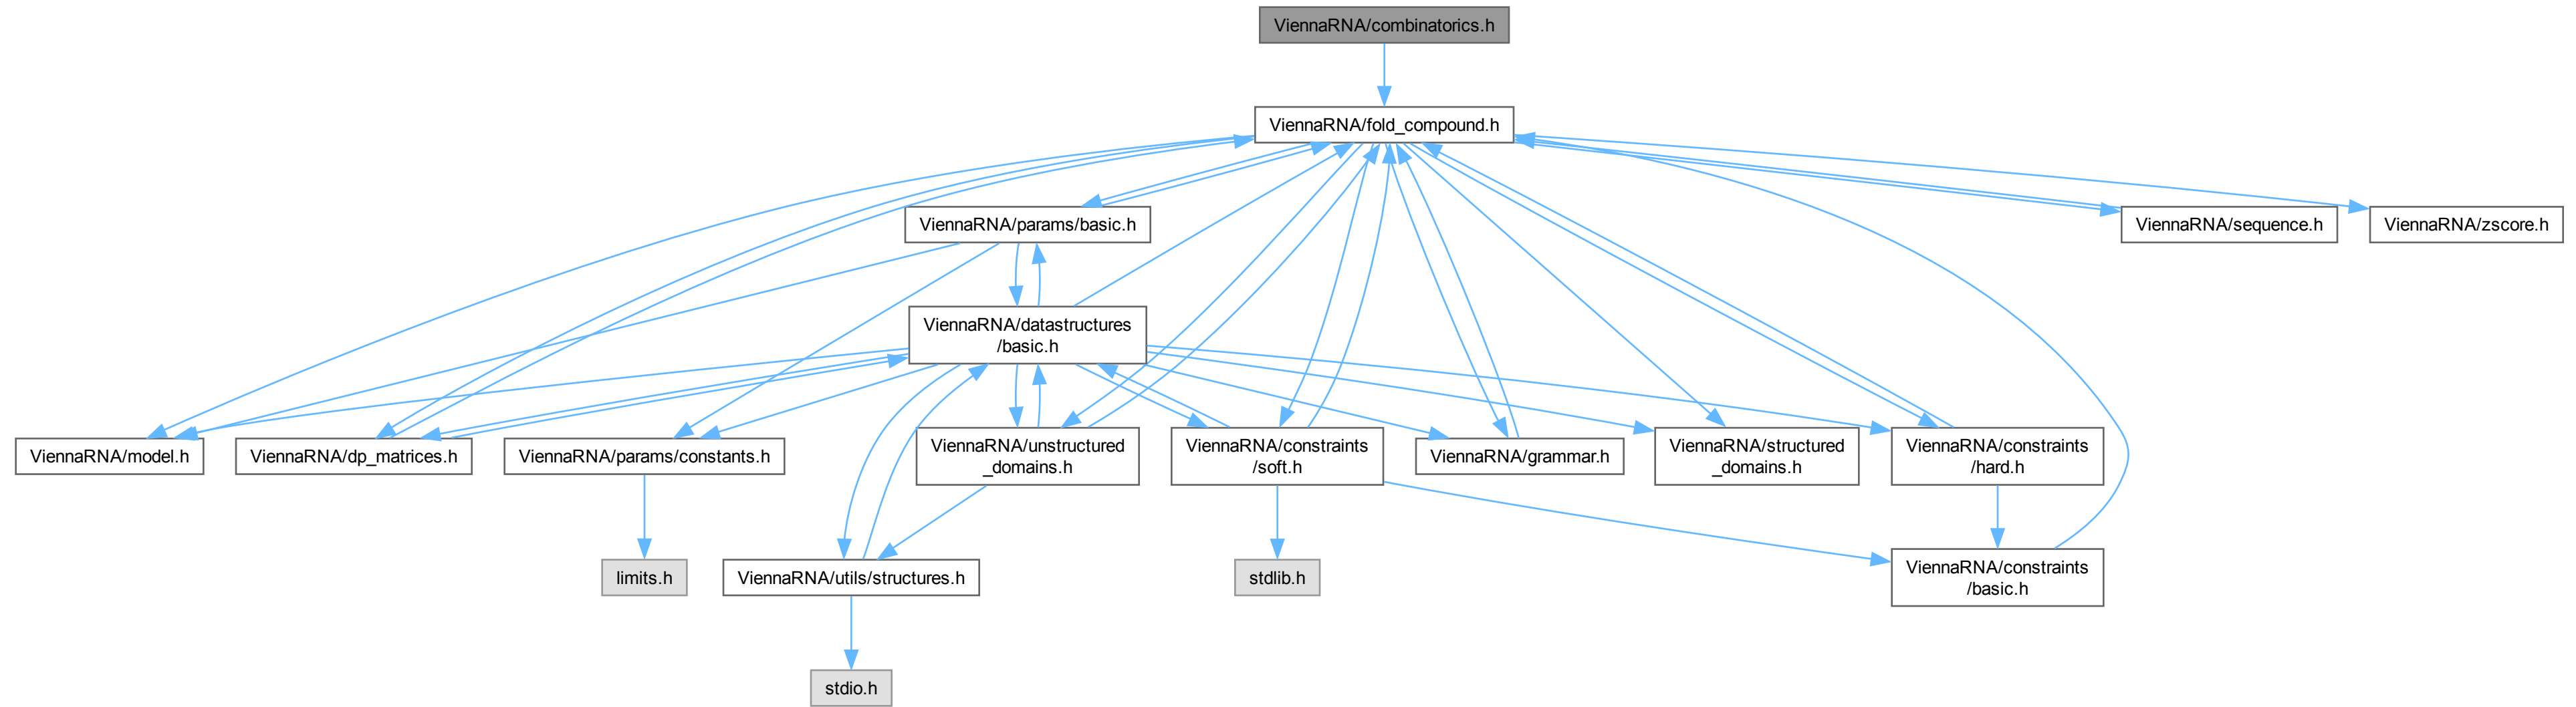 ViennaRNA/combinatorics.h
ViennaRNA/fold_compound.h
ViennaRNA/params/basic.h
ViennaRNA/sequence.h
ViennaRNA/zscore.h
ViennaRNA/datastructures
/basic.h
ViennaRNA/model.h
ViennaRNA/dp_matrices.h
ViennaRNA/params/constants.h
ViennaRNA/unstructured
_domains.h
ViennaRNA/constraints
/soft.h
ViennaRNA/grammar.h
ViennaRNA/structured
_domains.h
ViennaRNA/constraints
/hard.h
limits.h
ViennaRNA/utils/structures.h
stdlib.h
ViennaRNA/constraints
/basic.h
stdio.h